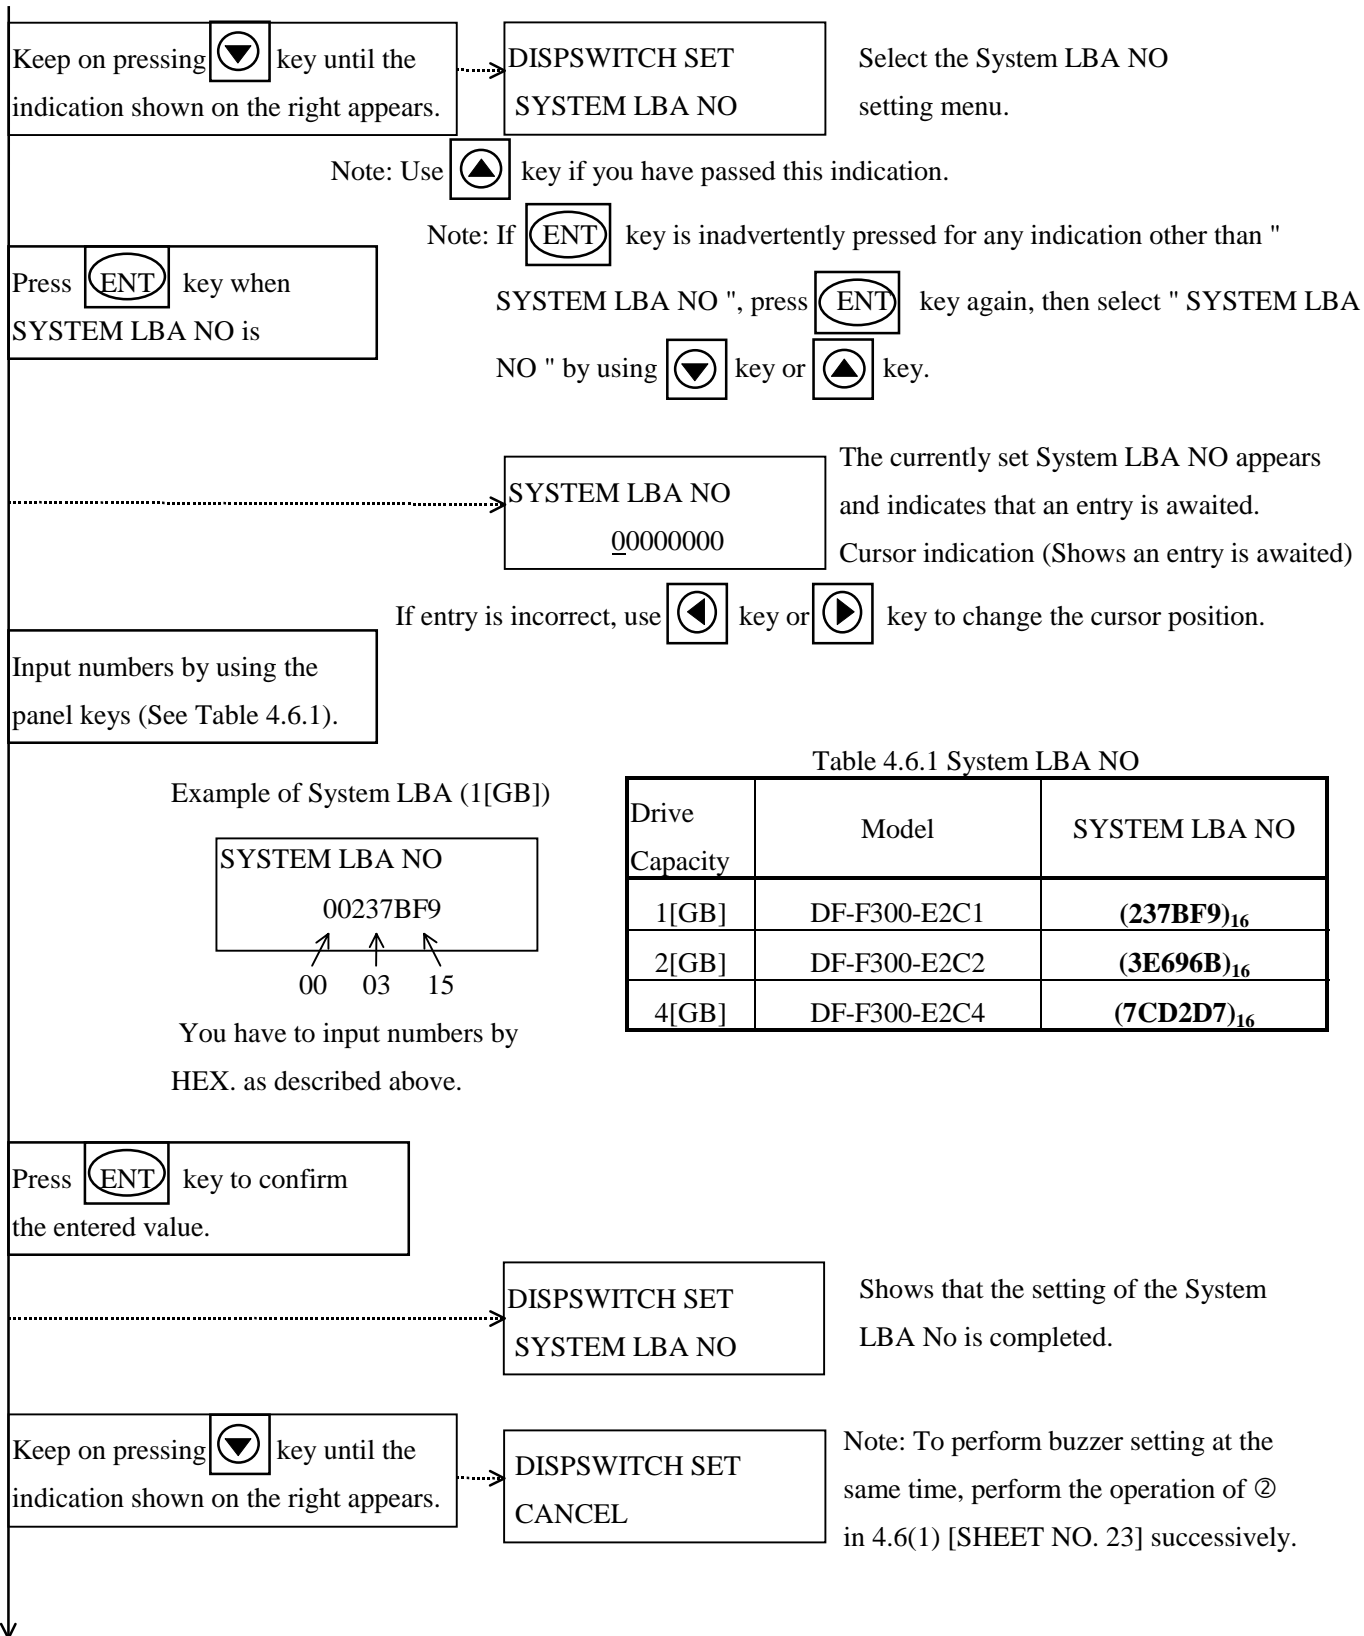 Keep on pressing key until the
indication shown on the right appears.
DISPSWITCH SET
SYSTEM LBA NO
Select the System LBA NO
setting menu.
Note: Use key if you have passed this indication.
Note: If ENT key is inadvertently pressed for any indication other than "
SYSTEM LBA NO ", press ENT key again, then select " SYSTEM LBA
NO " by using key or key.
Press ENT key when
SYSTEM LBA NO is
SYSTEM LBA NO
00000000
The currently set System LBA NO appears
and indicates that an entry is awaited.
Cursor indication (Shows an entry is awaited)
If entry is incorrect, use key or key to change the cursor position.
Input numbers by using the
panel keys (See Table 4.6.1).
Example of System LBA (1[GB])
SYSTEM LBA NO
00237BF9
00 03 15
You have to input numbers by
HEX. as described above.
Table 4.6.1 System LBA NO
Drive
Capacity Model SYSTEM LBA NO
1[GB] DF-F300-E2C1 (237BF9)16
2[GB] DF-F300-E2C2 (3E696B)16
4[GB] DF-F300-E2C4 (7CD2D7)16
Press ENT key to confirm
the entered value.
DISPSWITCH SET
SYSTEM LBA NO
Shows that the setting of the System
LBA No is completed.
Keep on pressing key until the
indication shown on the right appears.
DISPSWITCH SET
CANCEL
Note: To perform buzzer setting at the
same time, perform the operation of ②
in 4.6(1) [SHEET NO. 23] successively.